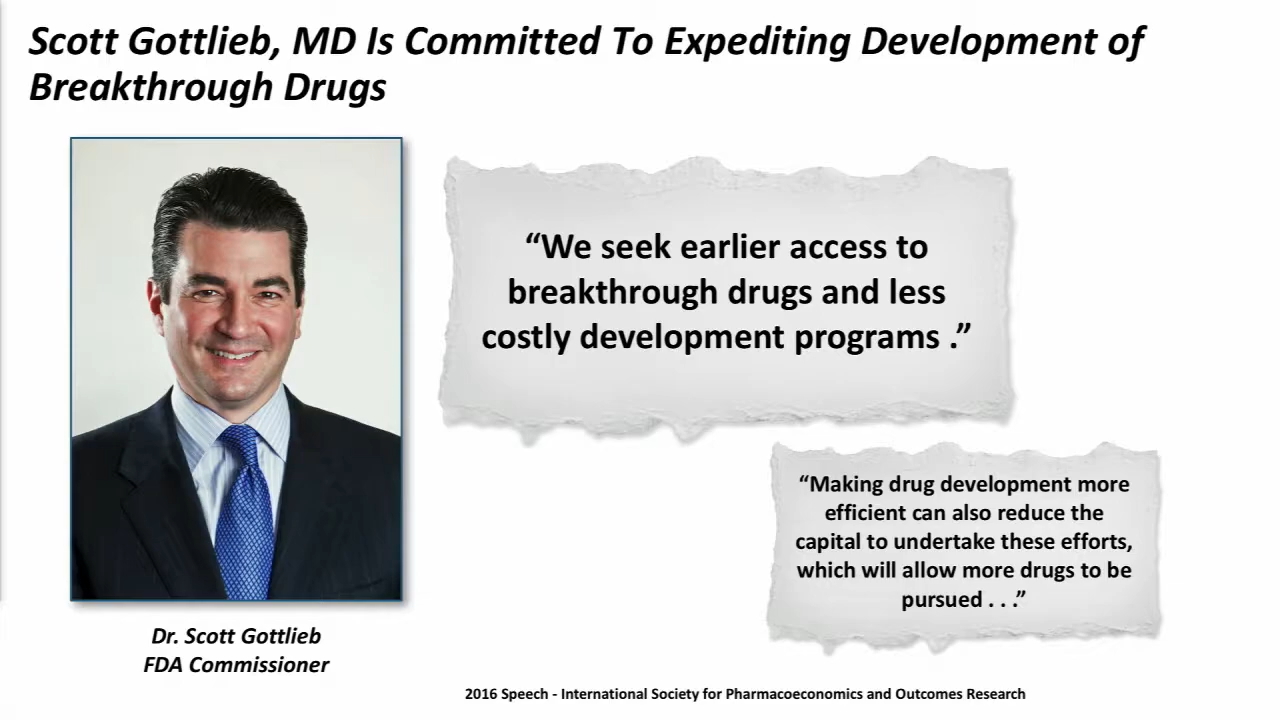 Scott Gottlieb, MD Is Committed To Expediting Development of
Breakthrough Drugs
“We seek earlier access to
breakthrough drugs and less
costly development programs .”
“Making drug development more
efficient can also reduce the
capital to undertake these efforts,
which will allow more drugs to be
pursued . . .”
Dr. Scott Gottlieb
FDA Commissioner
2016 Speech - International Society for Pharmacoeconomics and Outcomes Research